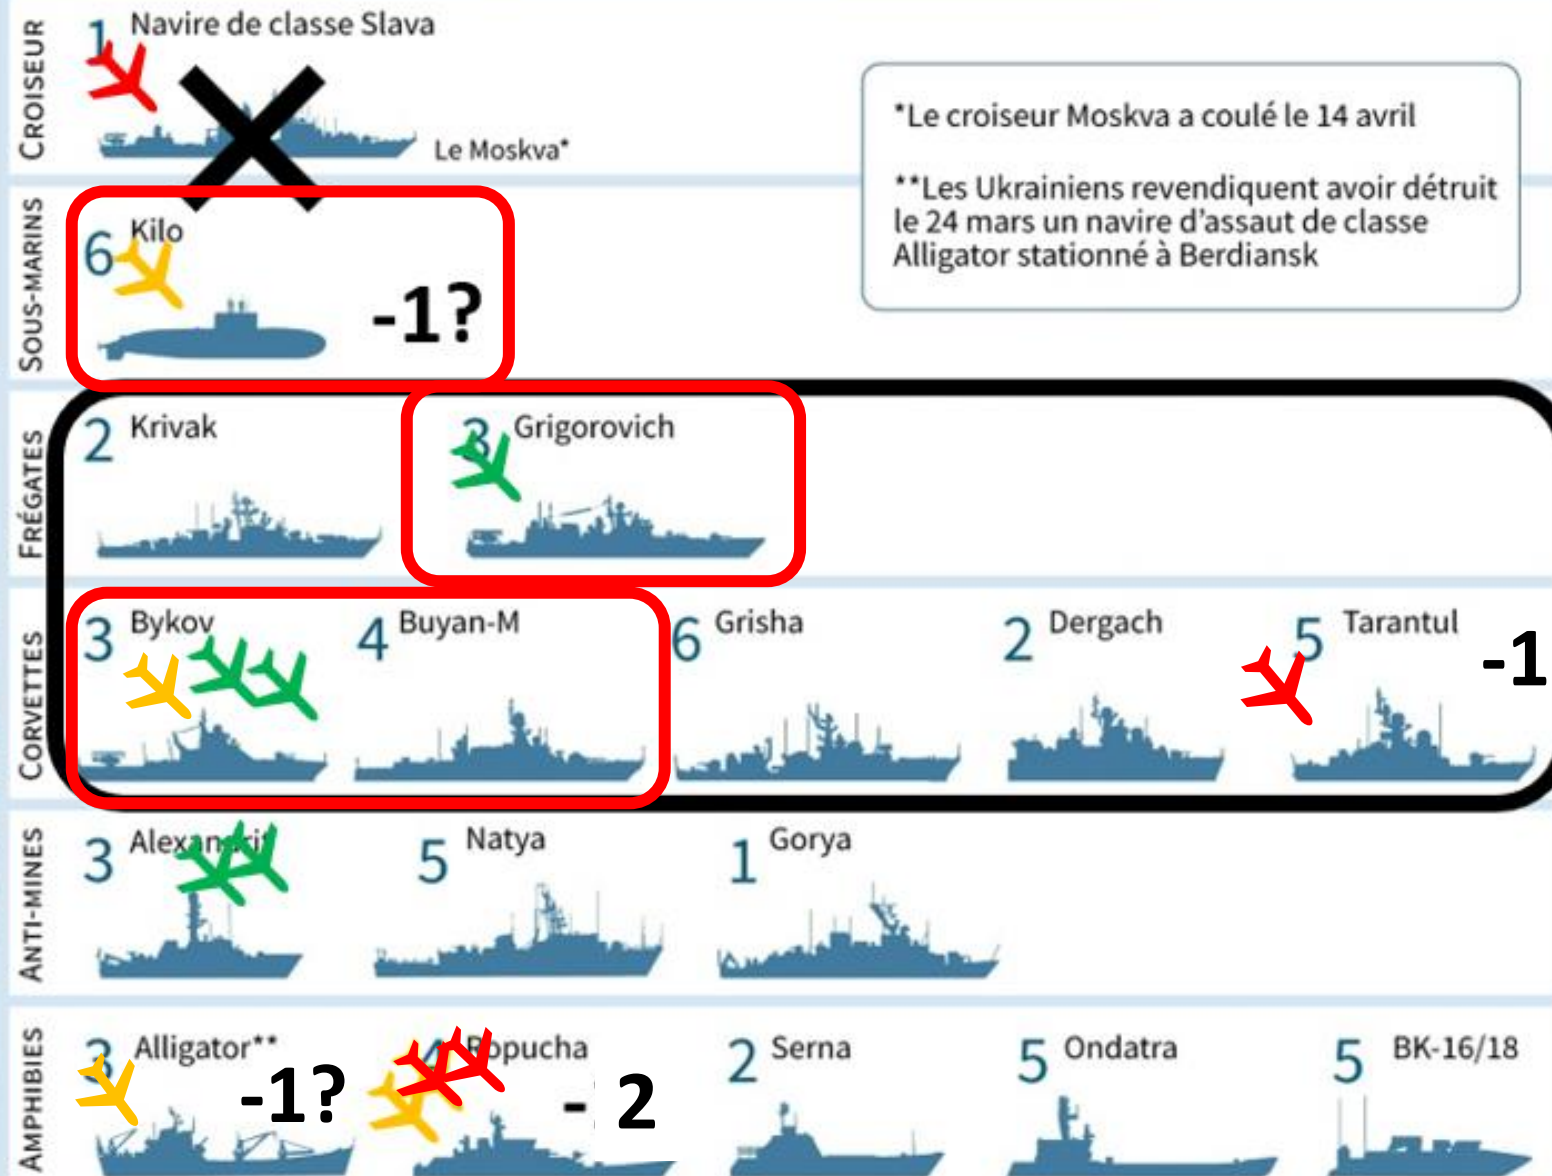 CROISEUR
1 Navire de classe Slava
Le Moskva*
*Le croiseur Moskva a coulé le 14 avril
**Les Ukrainiens revendiquent avoir détruit
le 24 mars un navire d'assaut de classe
Alligator stationné à Berdiansk
SOUS-MARINS
6 Kilo
-1?
FRÉGATES
2 Krivak
3 Grigorovich
CORVETTES
3 Bykov
4 Buyan-M
6 Grisha
2 Dergach
5 Tarantul
-1
ANTI-MINES
3
5 Natya
1 Gorya
AMPHIBIES
3 Alligator**
-1?
4 Ropucha
- 2
2 Serna
5 Ondatra
5 BK-16/18